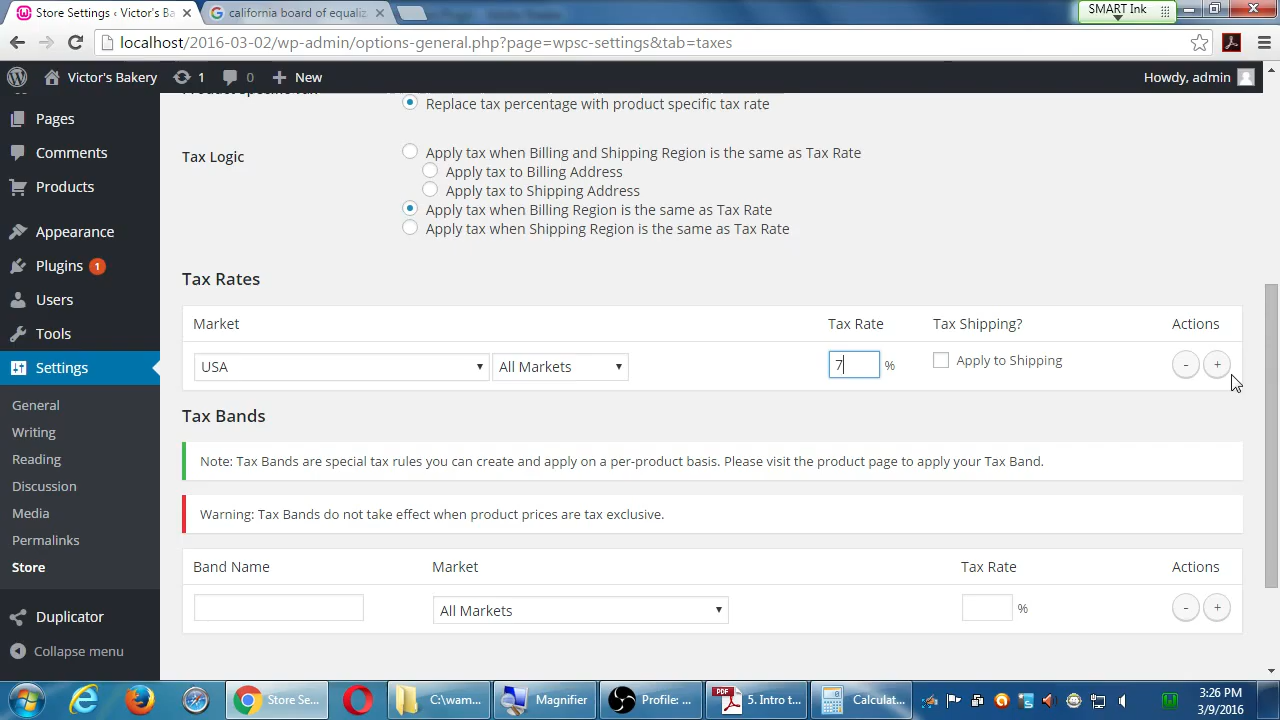 Store Settings ‹ Victor's Ba
california board of equaliz
SMART Ink
localhost/2016-03-02/wp-admin/options-general.php?page=wpsc-settings&tab=taxes
Victor's Bakery
1
0
New
Howdy, admin
Pages
Comments
Products
Appearance
Plugins 1
Users
Tools
Settings
General
Writing
Reading
Discussion
Media
Permalinks
Store
Duplicator
Collapse menu
Replace tax percentage with product specific tax rate
Tax Logic
Apply tax when Billing and Shipping Region is the same as Tax Rate
Apply tax to Billing Address
Apply tax to Shipping Address
Apply tax when Billing Region is the same as Tax Rate
Apply tax when Shipping Region is the same as Tax Rate
Tax Rates
Market Tax Rate Tax Shipping? Actions
USA All Markets 7 % Apply to Shipping - +
Tax Bands
Note: Tax Bands are special tax rules you can create and apply on a per-product basis. Please visit the product page to apply your Tax Band.
Warning: Tax Bands do not take effect when product prices are tax exclusive.
Band Name Market Tax Rate Actions
All Markets % - +
Store Se...
C:\wam...
Magnifier
Profile: ...
PDF
5. Intro t...
Calculat...
3:26 PM
3/9/2016